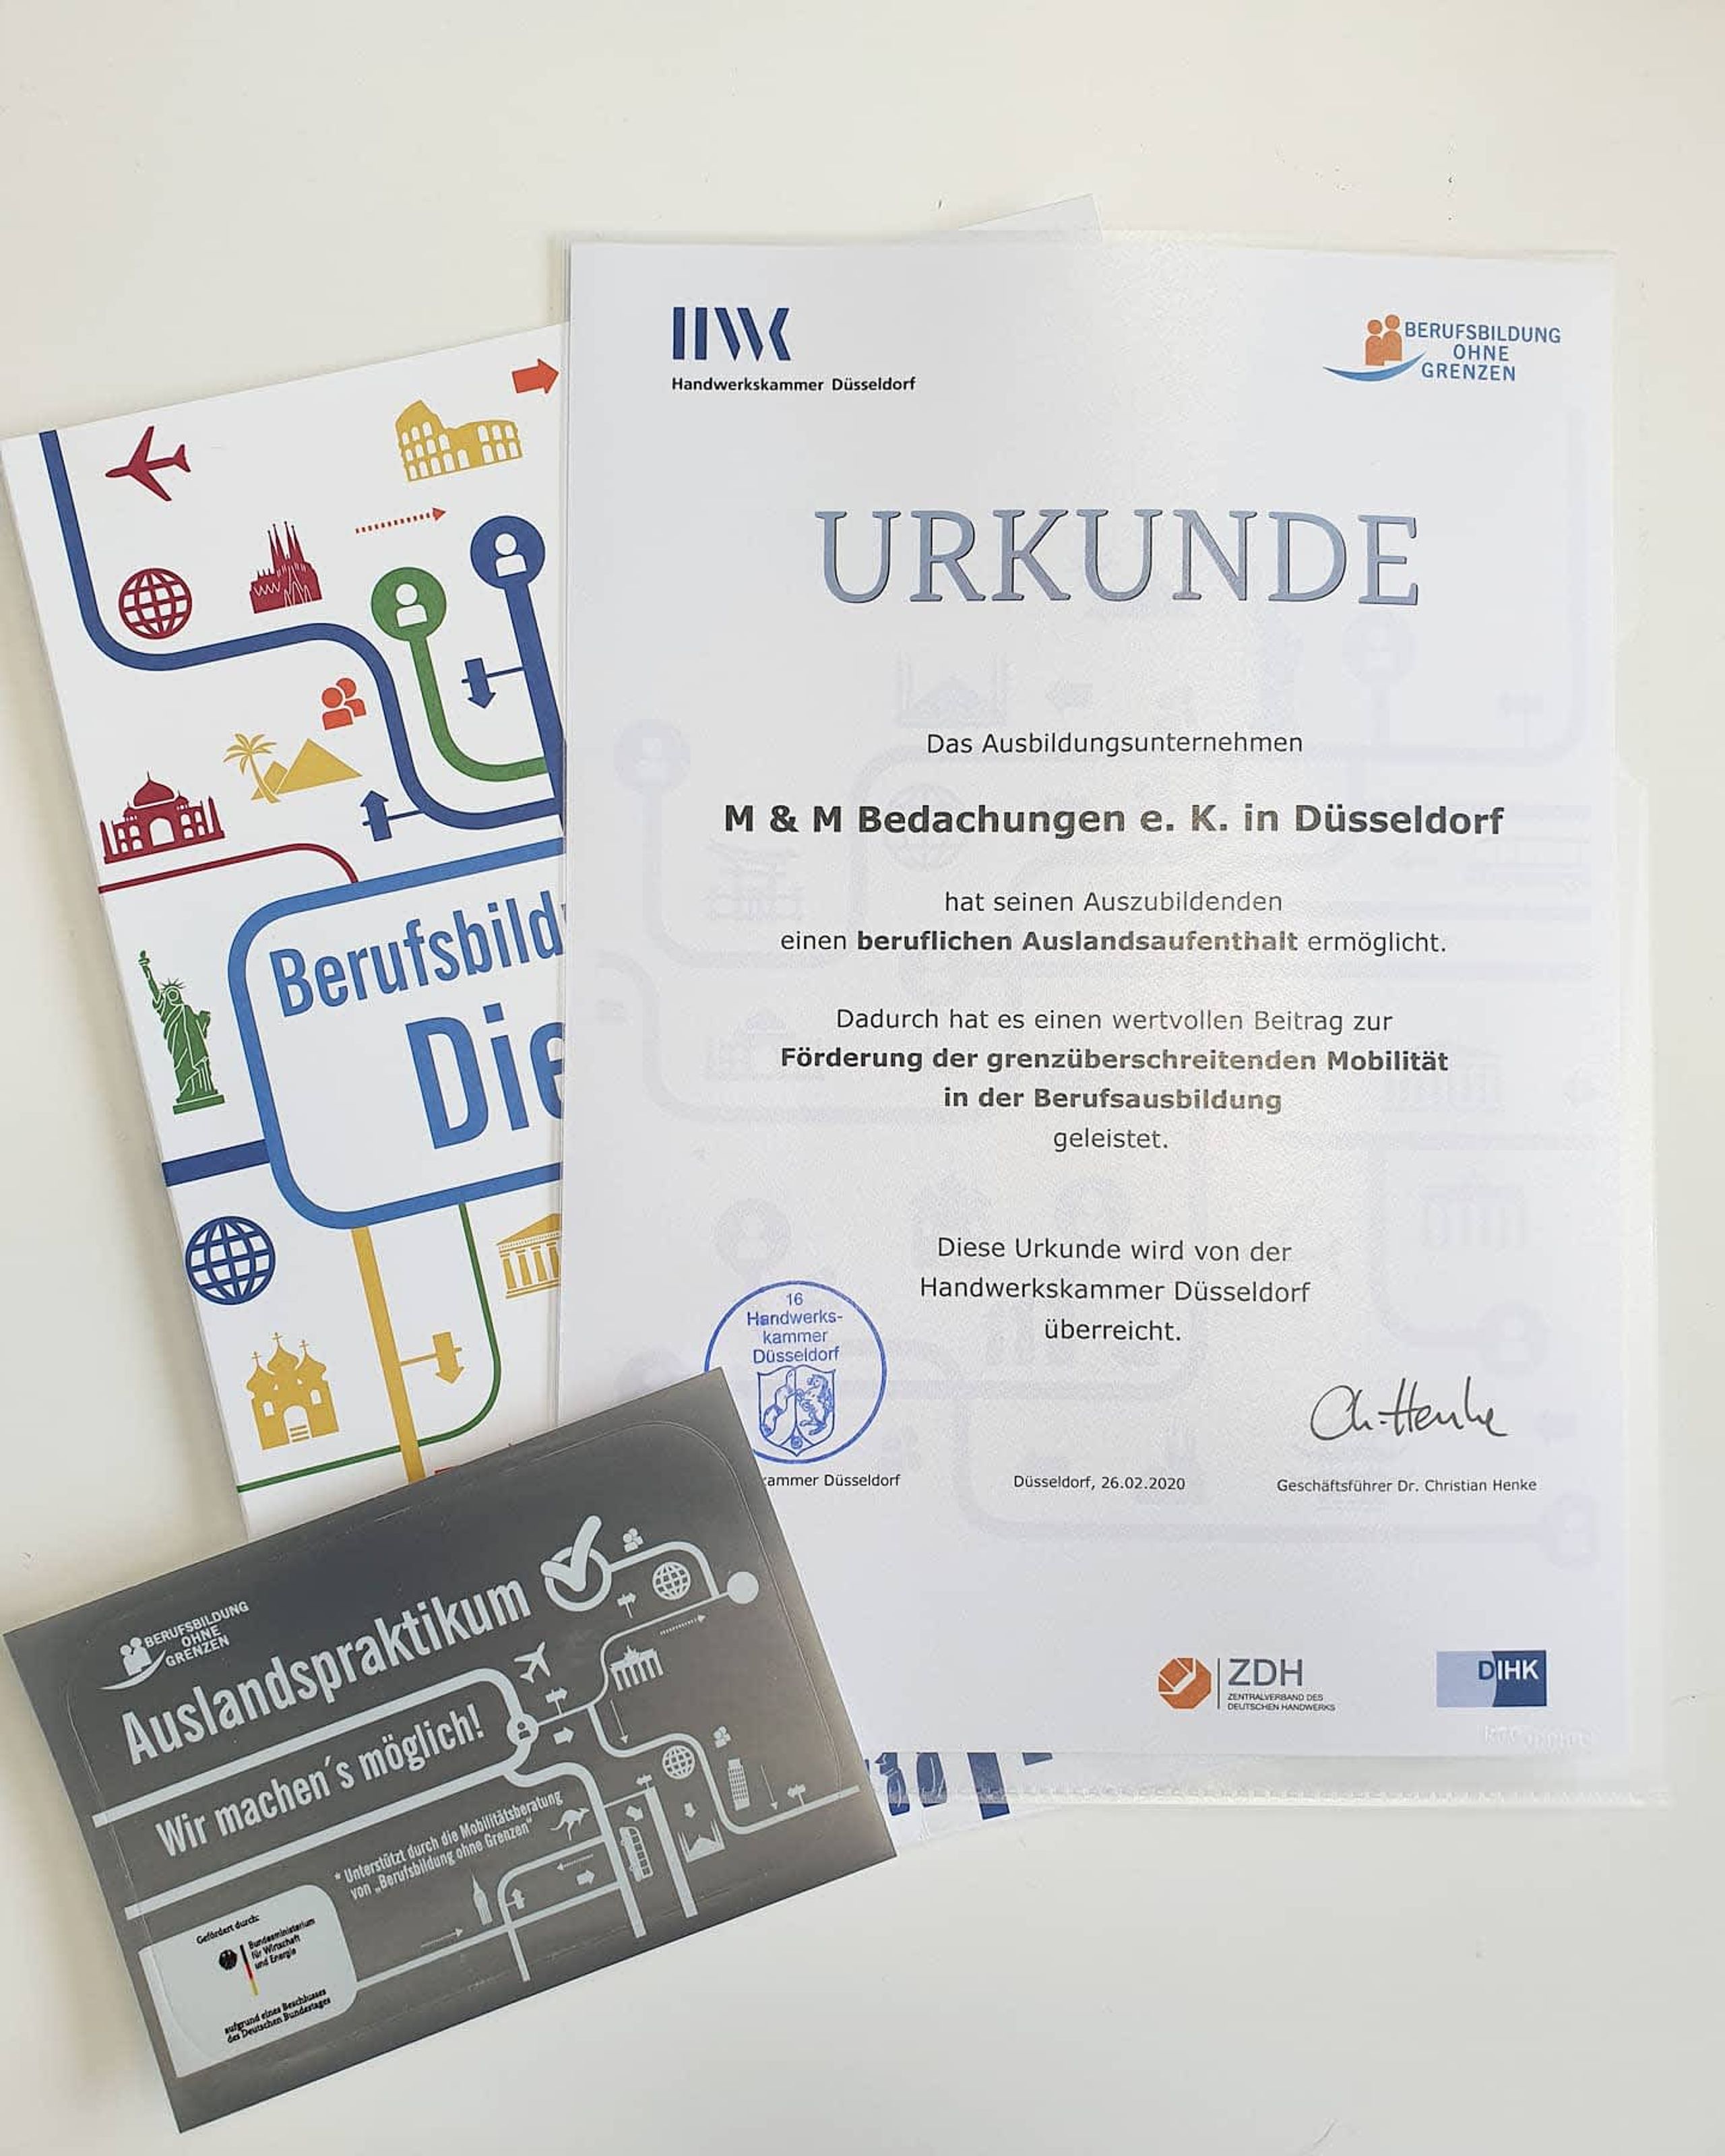 HWK
Handwerkskammer Düsseldorf
BERUFSBILDUNG
OHNE
GRENZEN
URKUNDE
Das Ausbildungsunternehmen
M & M Bedachungen e. K. in Düsseldorf
hat seinen Auszubildenden
einen beruflichen Auslandsaufenthalt ermöglicht.
Dadurch hat es einen wertvollen Beitrag zur
Förderung der grenzüberschreitenden Mobilität
in der Berufsausbildung
geleistet.
Diese Urkunde wird von der
Handwerkskammer Düsseldorf
überreicht.
16
Handwerks-
kammer
Düsseldorf
Ch. Henke
kammer Düsseldorf
Düsseldorf, 26.02.2020
Geschäftsführer Dr. Christian Henke
ZDH
ZENTRALVERBAND DES
DEUTSCHEN HANDWERKS
DIHK
Berufsbild
Die
BERUFSBILDUNG
OHNE
GRENZEN
Auslandspraktikum
Wir machen´s möglich!
* Unterstützt durch die Mobilitätsberatung
von „Berufsbildung ohne Grenzen"
Gefördert durch:
Bundesministerium
für Wirtschaft
und Energie
aufgrund eines Beschlusses
des Deutschen Bundestages